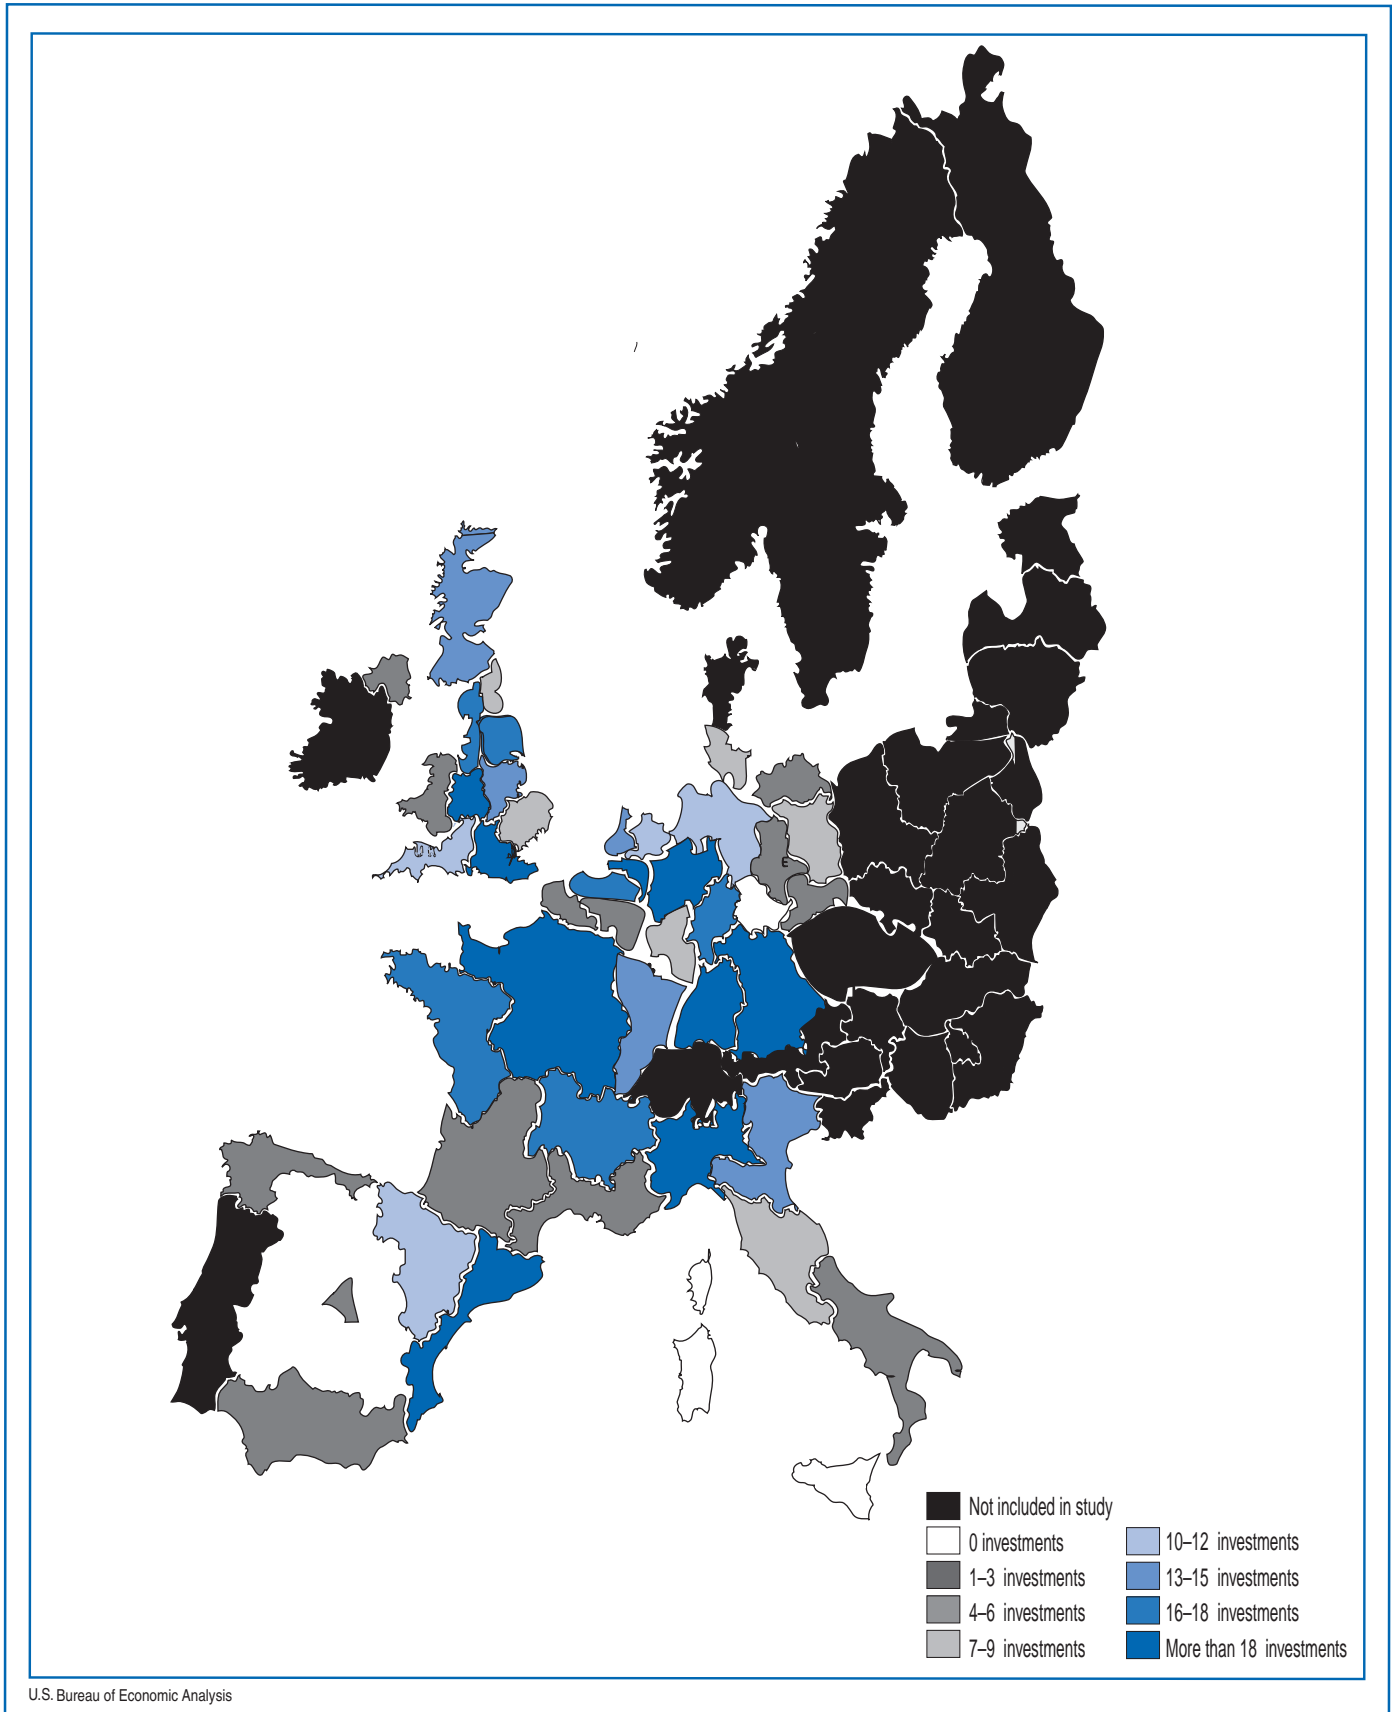 Not included in study
0 investments
1–3 investments
4–6 investments
7–9 investments
10–12 investments
13–15 investments
16–18 investments
More than 18 investments
U.S. Bureau of Economic Analysis